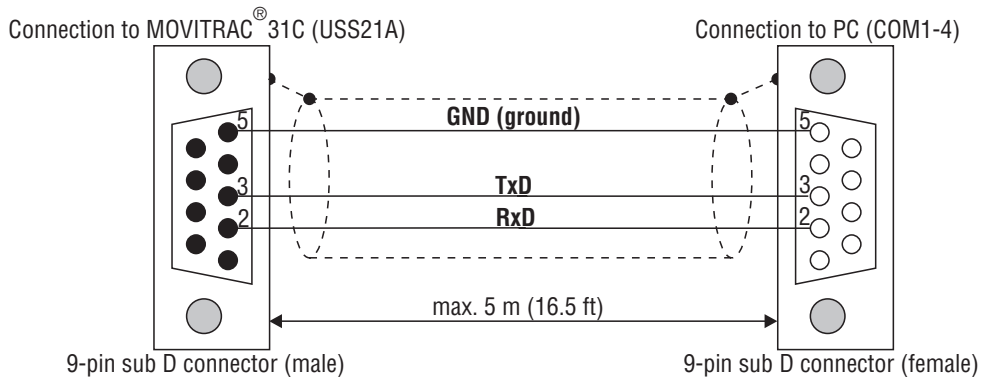 Connection to MOVITRAC® 31C (USS21A)
Connection to PC (COM1-4)
5
GND (ground)
5
3
TxD
3
2
RxD
2
max. 5 m (16.5 ft)
9-pin sub D connector (male)
9-pin sub D connector (female)